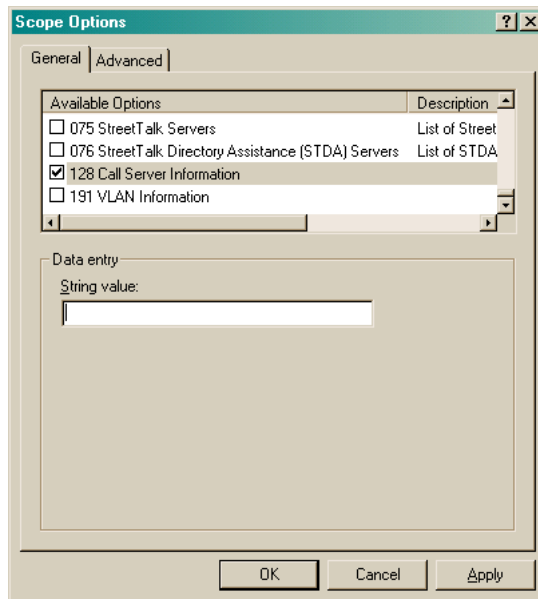 Scope Options
General Advanced
Available Options Description
075 StreetTalk Servers List of Street
076 StreetTalk Directory Assistance (STDA) Servers List of STDA
128 Call Server Information
191 VLAN Information
Data entry
String value:
OK Cancel Apply